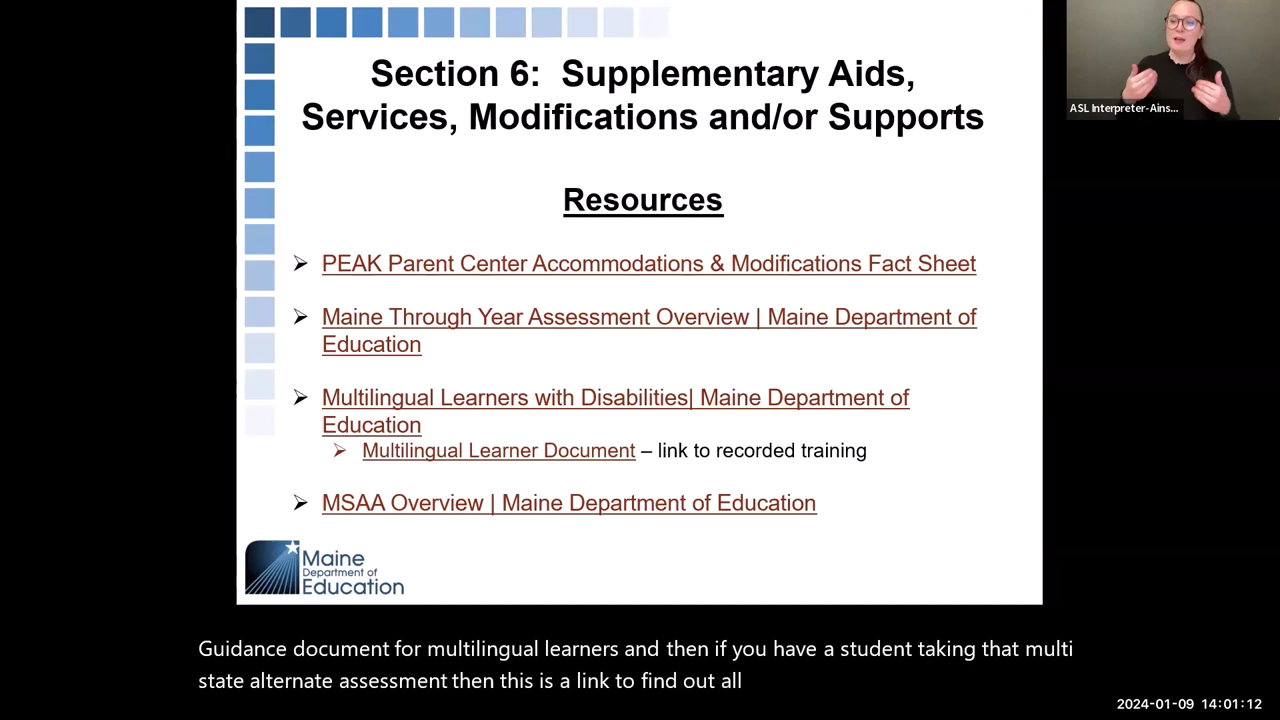 Section 6:  Supplementary Aids,
Services, Modifications and/or Supports
Resources
PEAK Parent Center Accommodations & Modifications Fact Sheet
Maine Through Year Assessment Overview | Maine Department of
Education
Multilingual Learners with Disabilities| Maine Department of
Education
Multilingual Learner Document – link to recorded training
MSAA Overview | Maine Department of Education
Maine
Department of
Education
ASL Interpreter-Ains...
Guidance document for multilingual learners and then if you have a student taking that multi
state alternate assessment then this is a link to find out all
2024-01-09 14:01:12